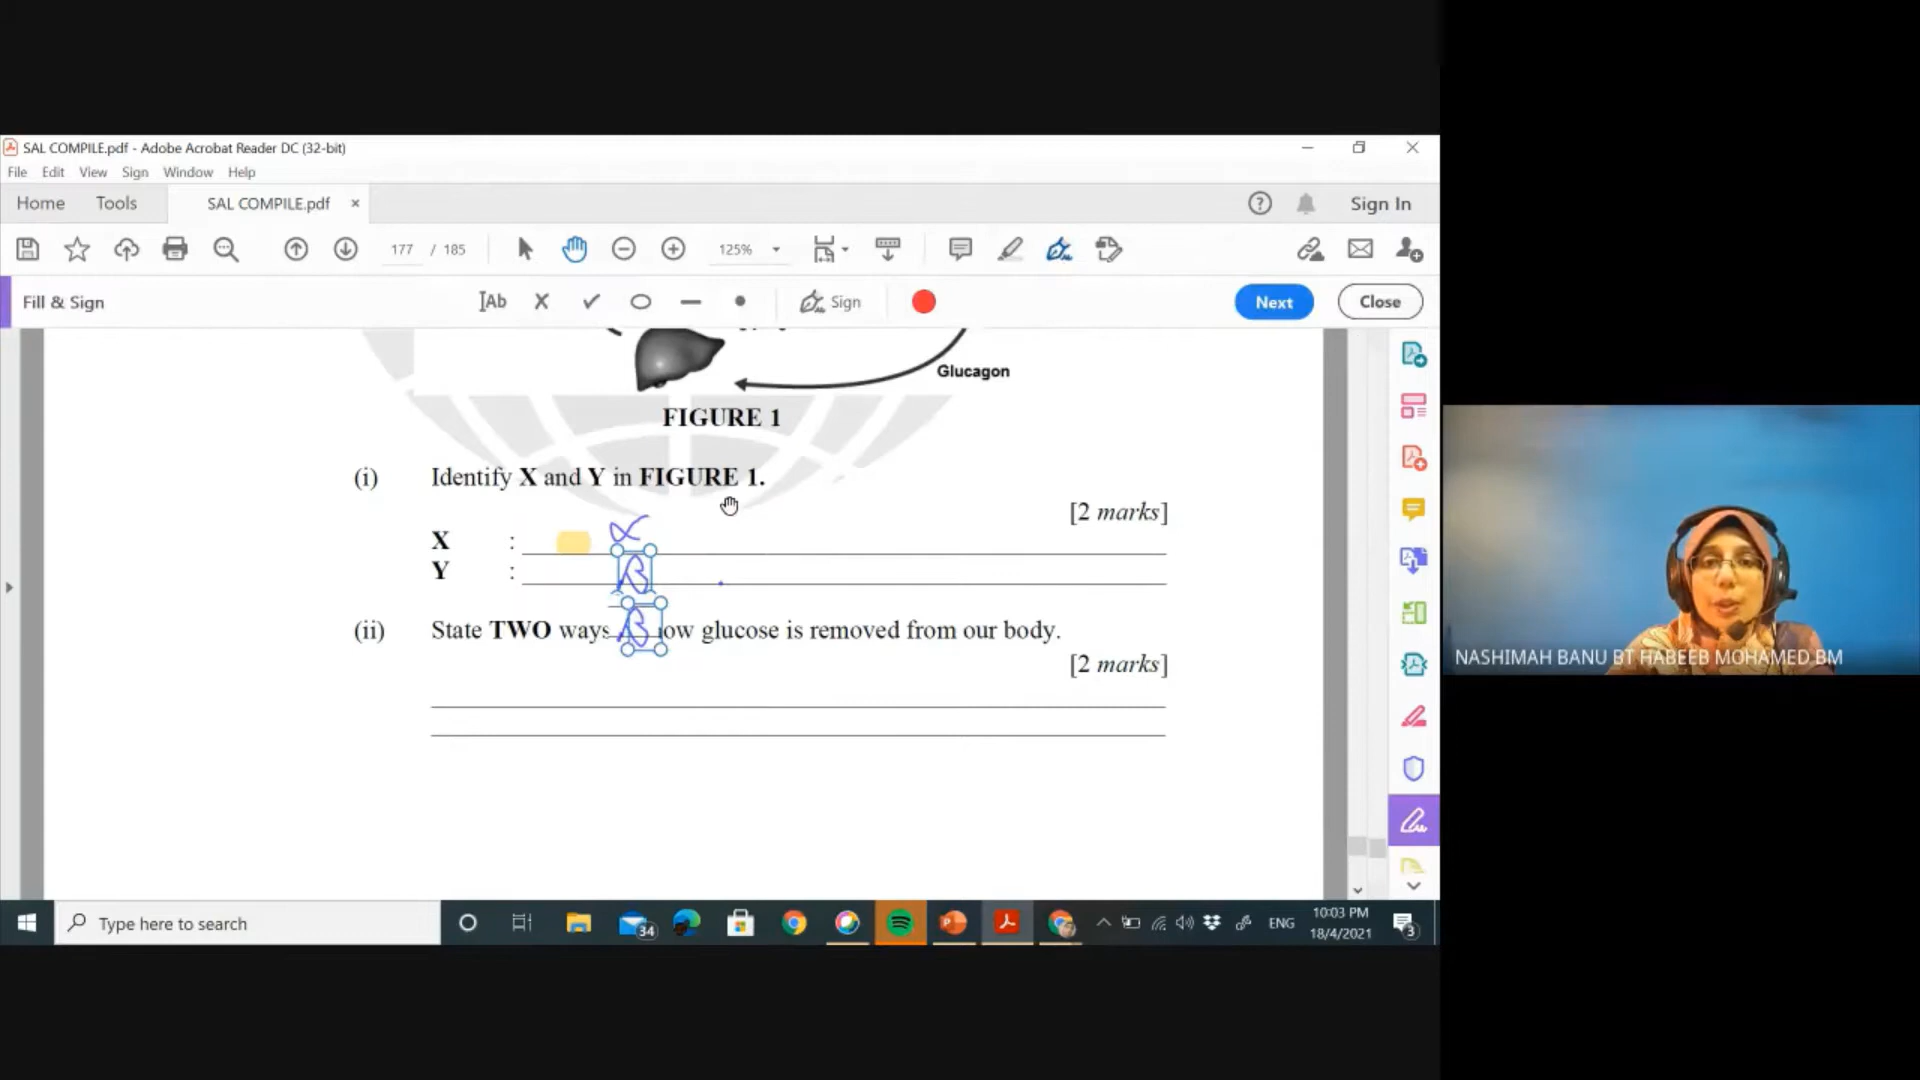 SAL COMPILE.pdf - Adobe Acrobat Reader DC (32-bit)
File Edit View Sign Window Help
Home Tools SAL COMPILE.pdf × Sign In
177 / 185 125%
Fill & Sign IAb Sign Next Close
Glucagon
FIGURE 1
(i) Identify X and Y in FIGURE 1.
[2 marks]
X : α
Y : β
(ii) State TWO ways β ow glucose is removed from our body.
[2 marks]
NASHIMAH BANU BT HABEEB MOHAMED BM
Type here to search 34 ENG 10:03 PM 3
18/4/2021